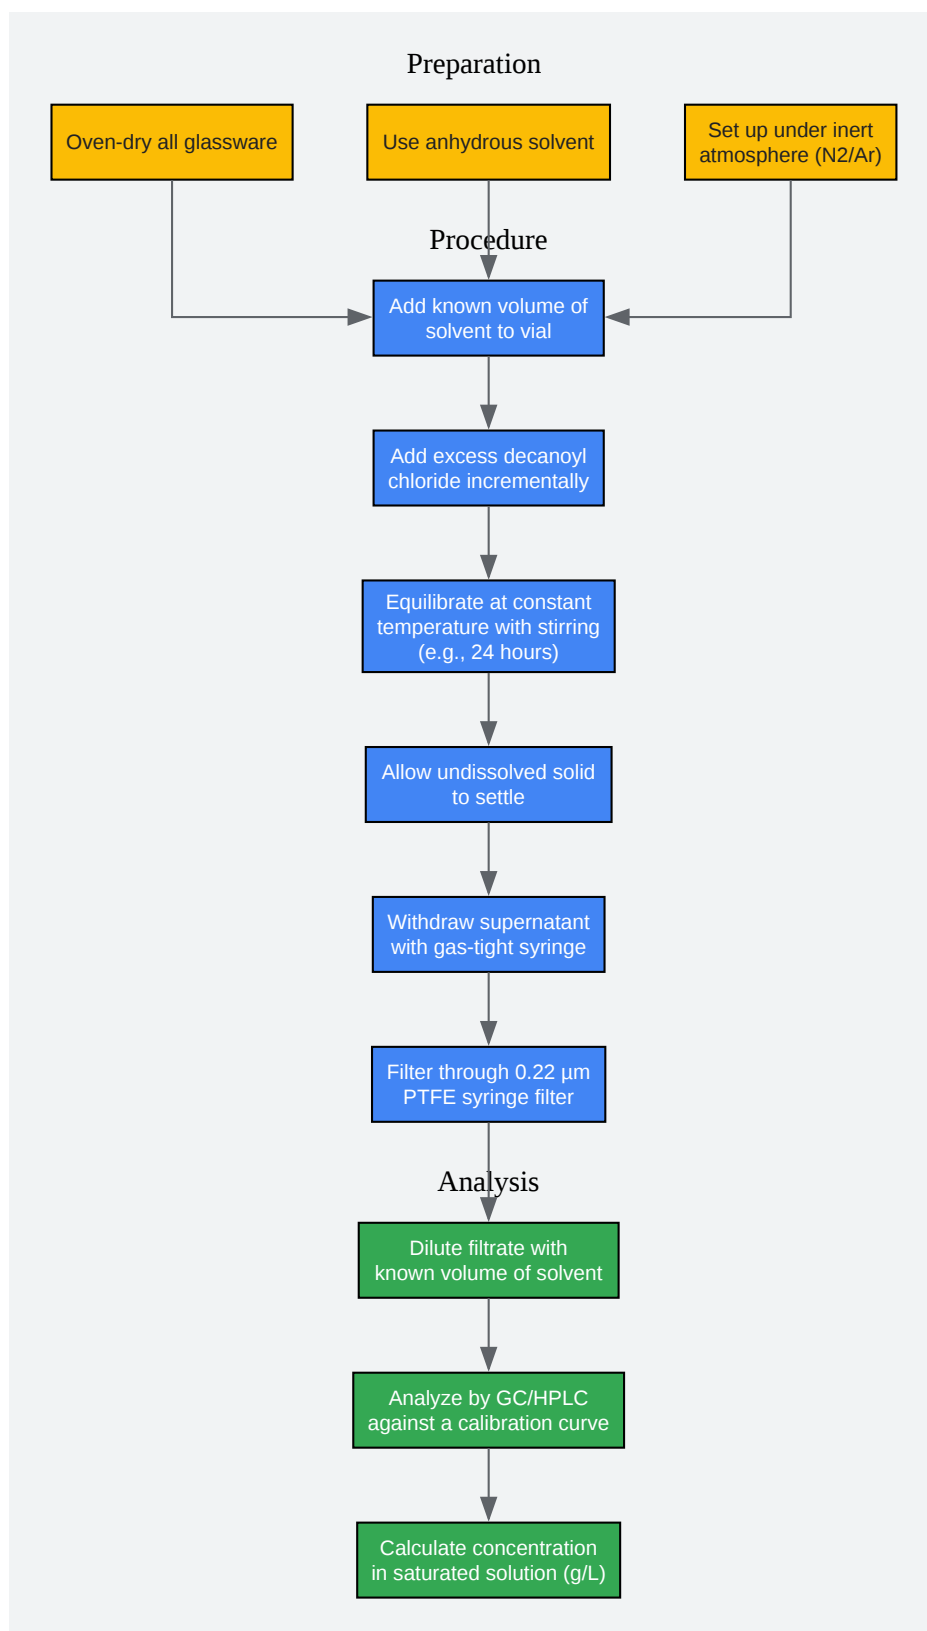 Preparation
Oven-dry all glassware
Use anhydrous solvent
Set up under inert
atmosphere (N2/Ar)
Procedure
Add known volume of
solvent to vial
Add excess decanoyl
chloride incrementally
Equilibrate at constant
temperature with stirring
(e.g., 24 hours)
Allow undissolved solid
to settle
Withdraw supernatant
with gas-tight syringe
Filter through 0.22 µm
PTFE syringe filter
Analysis
Dilute filtrate with
known volume of solvent
Analyze by GC/HPLC
against a calibration curve
Calculate concentration
in saturated solution (g/L)